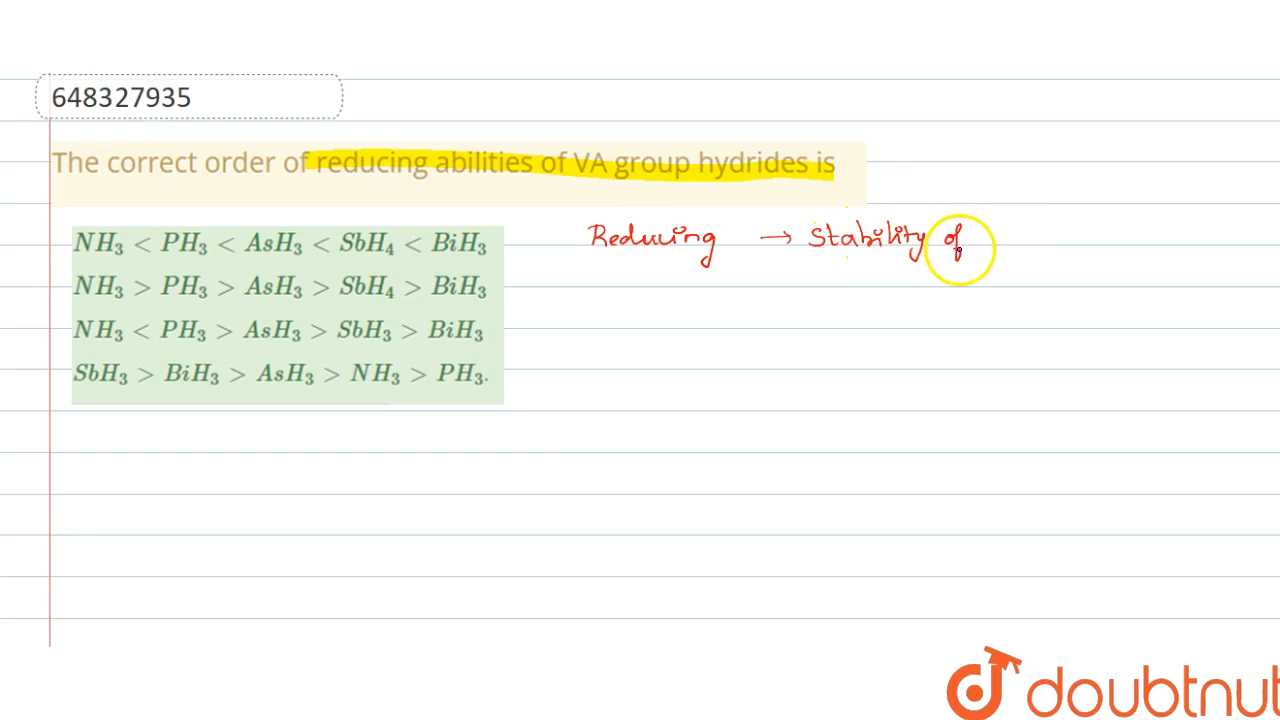 648327935
The correct order of reducing abilities of VA group hydrides is
NH₃ < PH₃ < AsH₃ < SbH₄ < BiH₃
Reducing → Stability of
NH₃ > PH₃ > AsH₃ > SbH₄ > BiH₃
NH₃ < PH₃ > AsH₃ > SbH₃ > BiH₃
SbH₃ > BiH₃ > AsH₃ > NH₃ > PH₃.
doubtnut